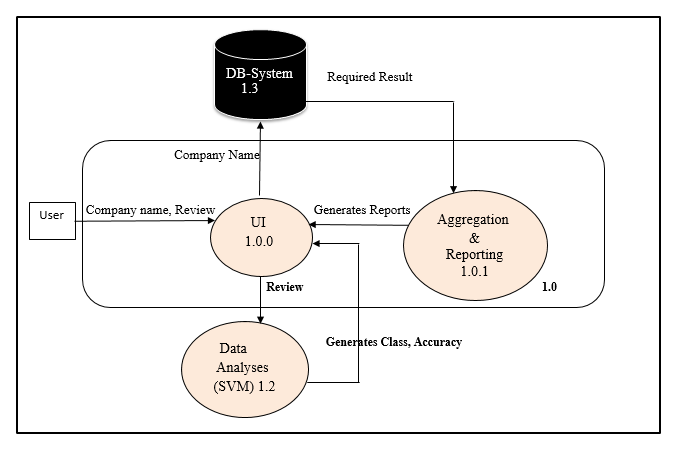 DB-System
1.3
Required Result
Company Name
User
Company name, Review
UI
1.0.0
Generates Reports
Aggregation
&
Reporting
1.0.1
1.0
Review
Data
Analyses
(SVM) 1.2
Generates Class, Accuracy